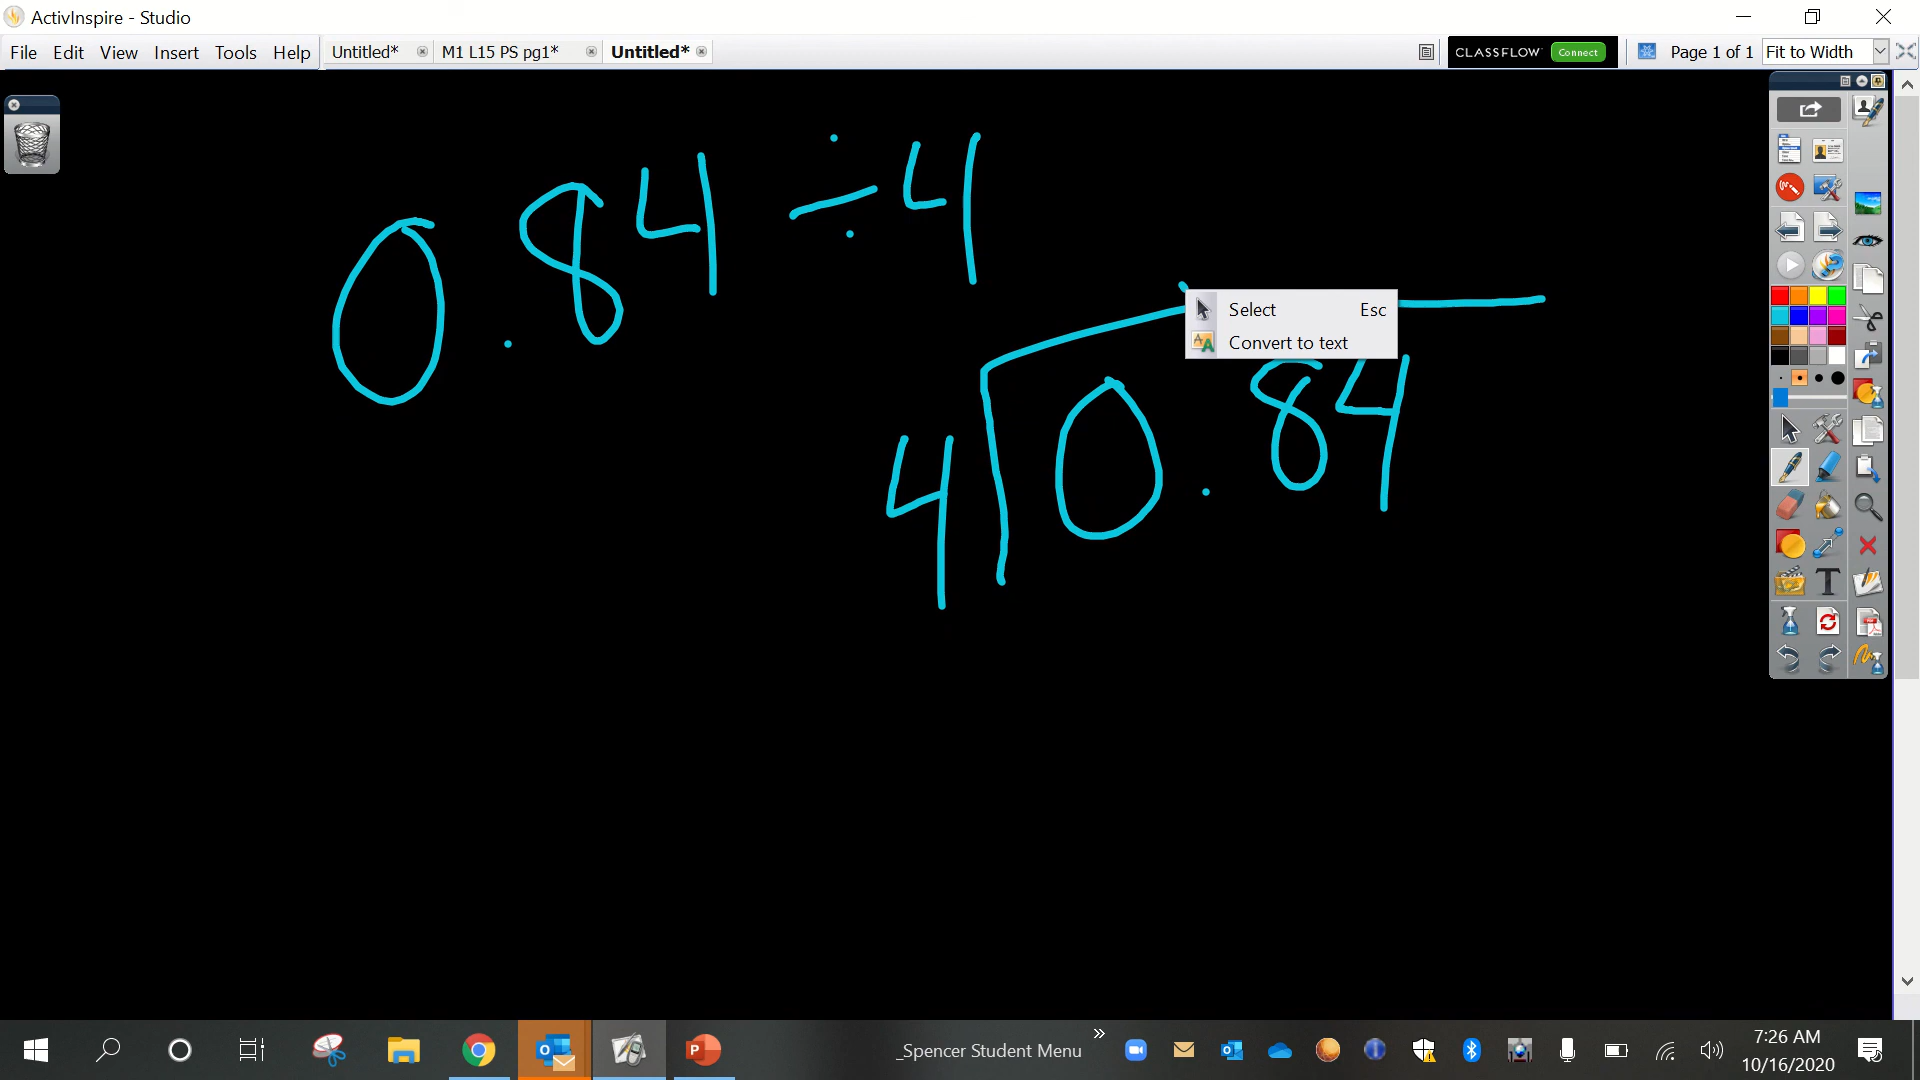 ActivInspire - Studio
File Edit View Insert Tools Help Untitled* M1 L15 PS pg1* Untitled* CLASSFLOW Connect Page 1 of 1 Fit to Width
0.84 ÷ 4
Select Esc
Convert to text
4 0.84
_Spencer Student Menu
7:26 AM
10/16/2020